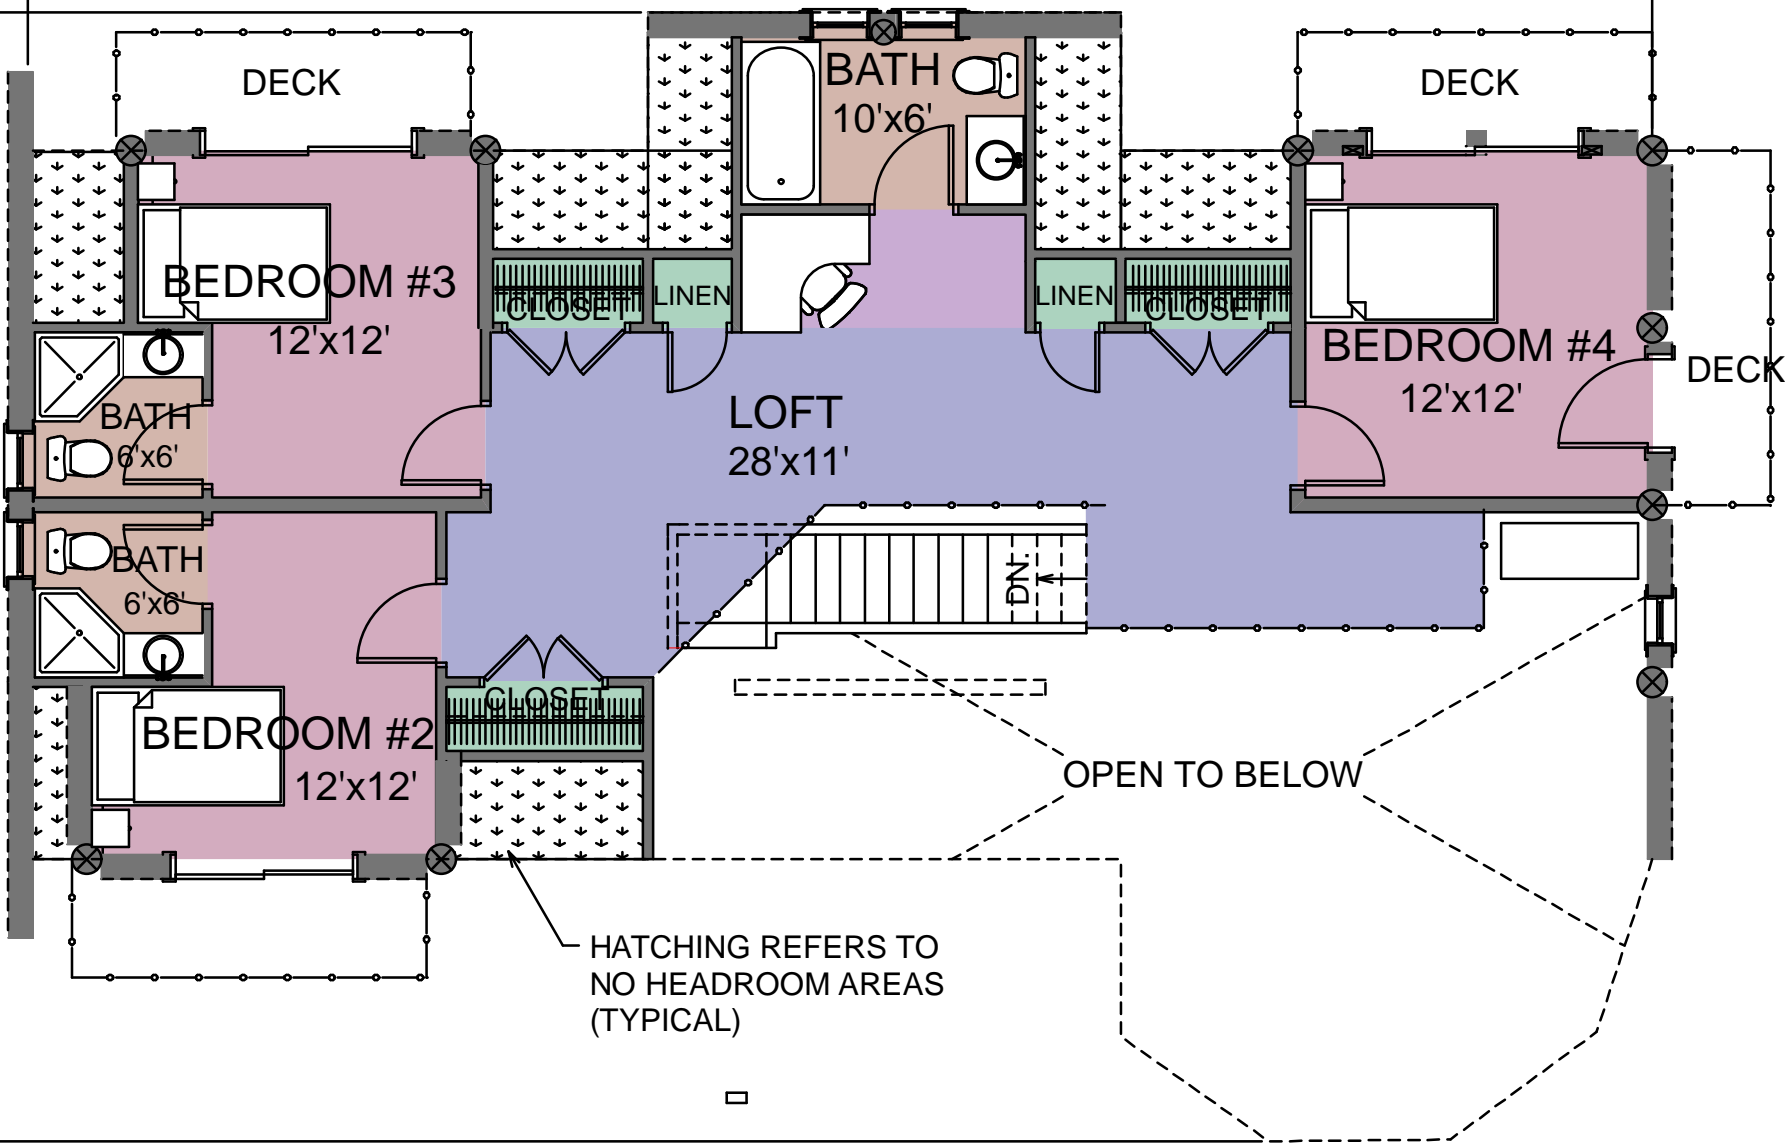 DECK
BATH
10'x6'
DECK
BEDROOM #3
12'x12'
CLOSET
LINEN
LINEN
CLOSET
BEDROOM #4
12'x12'
DECK
BATH
6'x6'
LOFT
28'x11'
BATH
6'x6'
DN.
CLOSET
BEDROOM #2
12'x12'
OPEN TO BELOW
HATCHING REFERS TO
NO HEADROOM AREAS
(TYPICAL)